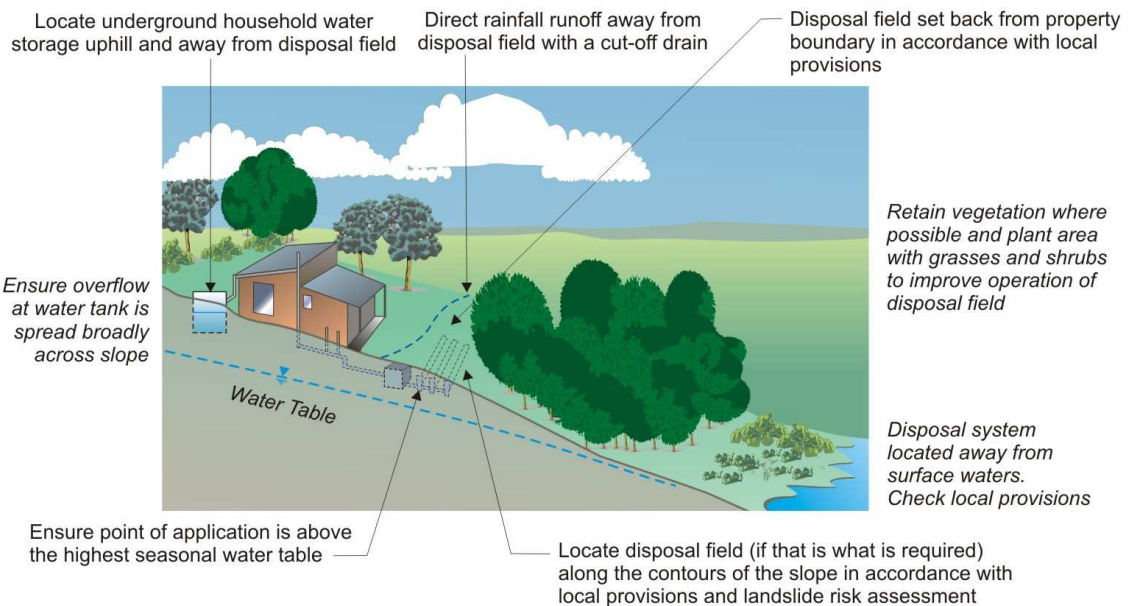 Locate underground household water
storage uphill and away from disposal field
Direct rainfall runoff away from
disposal field with a cut-off drain
Disposal field set back from property
boundary in accordance with local
provisions
Retain vegetation where
possible and plant area
with grasses and shrubs
to improve operation of
disposal field
Ensure overflow
at water tank is
spread broadly
across slope
Water Table
Disposal system
located away from
surface waters.
Check local provisions
Ensure point of application is above
the highest seasonal water table
Locate disposal field (if that is what is required)
along the contours of the slope in accordance with
local provisions and landslide risk assessment